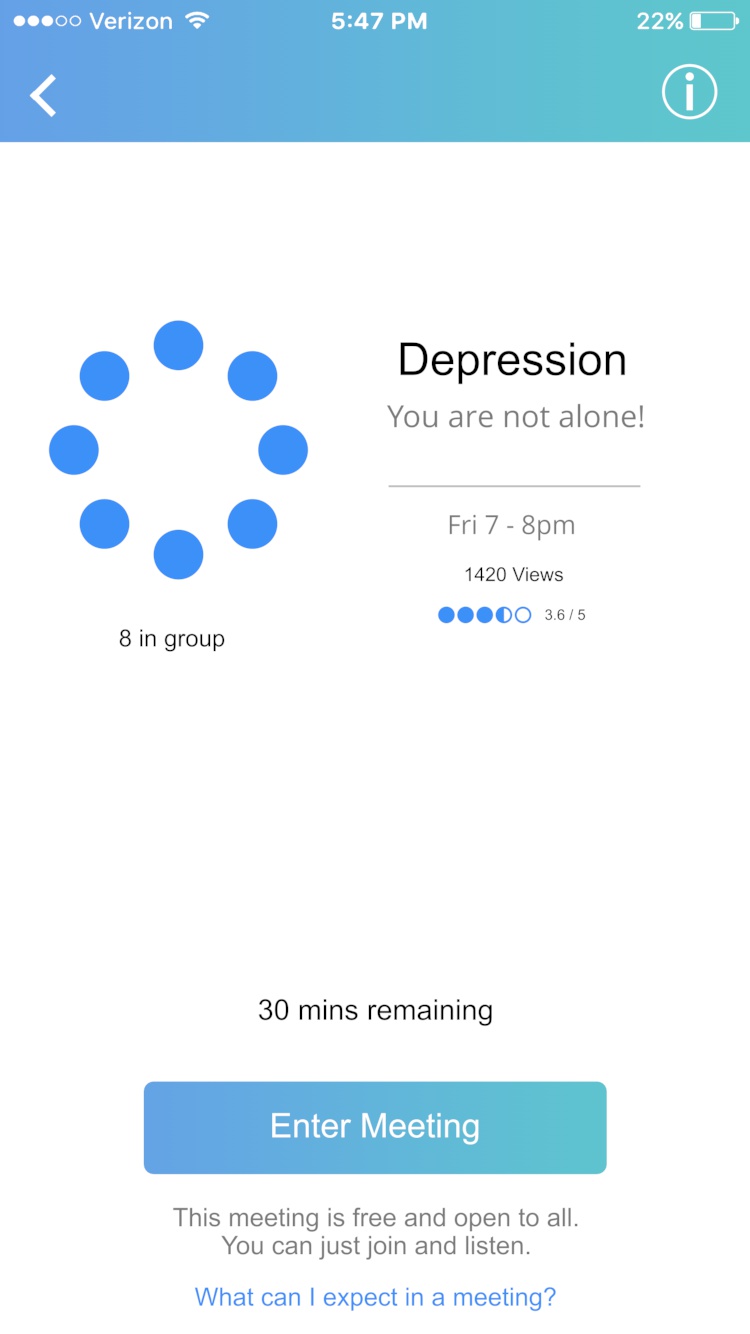 Verizon 5:47 PM 22%
Depression
You are not alone!
Fri 7 - 8pm
1420 Views
3.6 / 5
8 in group
30 mins remaining
Enter Meeting
This meeting is free and open to all.
You can just join and listen.
What can I expect in a meeting?